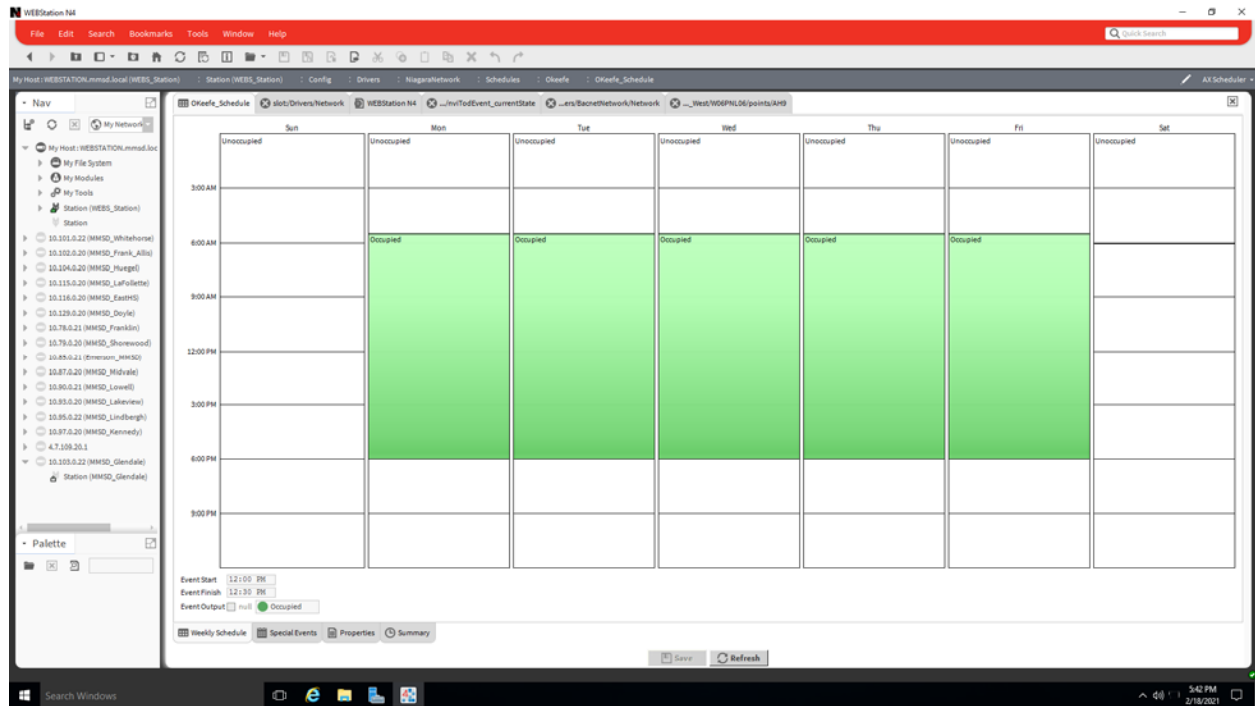 WEBStation N4
File Edit Search Bookmarks Tools Window Help
Quick Search
My Host : WEBSTATION.mmsd.local (WEBS_Station) : Station (WEBS_Station) : Config : Drivers : NiagaraNetwork : Schedules : Okeefe : OKeefe_Schedule
AX Scheduler
Nav
My Network
My Host : WEBSTATION.mmsd.loc
My File System
My Modules
My Tools
Station (WEBS_Station)
Station
10.101.0.22 (MMSD_Whitehorse)
10.102.0.20 (MMSD_Frank_Allis)
10.104.0.20 (MMSD_Huegel)
10.115.0.20 (MMSD_LaFollette)
10.116.0.20 (MMSD_EastHS)
10.129.0.20 (MMSD_Doyle)
10.78.0.21 (MMSD_Franklin)
10.79.0.20 (MMSD_Shorewood)
10.85.0.21 (Emerson_MMSD)
10.87.0.20 (MMSD_Midvale)
10.90.0.21 (MMSD_Lowell)
10.93.0.20 (MMSD_Lakeview)
10.95.0.22 (MMSD_Lindbergh)
10.97.0.20 (MMSD_Kennedy)
4.7.109.20.1
10.103.0.22 (MMSD_Glendale)
Station (MMSD_Glendale)
Palette
OKeefe_Schedule slot:/Drivers/Network WEBStation N4 .../nviTodEvent_currentState ...ers/BacnetNetwork/Network ..._West/W06PNL06/points/AH9
Sun Mon Tue Wed Thu Fri Sat
Unoccupied Unoccupied Unoccupied Unoccupied Unoccupied Unoccupied Unoccupied
3:00 AM
6:00 AM
Occupied Occupied Occupied Occupied Occupied
9:00 AM
12:00 PM
3:00 PM
6:00 PM
9:00 PM
Event Start 12:00 PM
Event Finish 12:30 PM
Event Output null Occupied
Weekly Schedule Special Events Properties Summary
Save Refresh
Search Windows
5:42 PM
2/18/2021